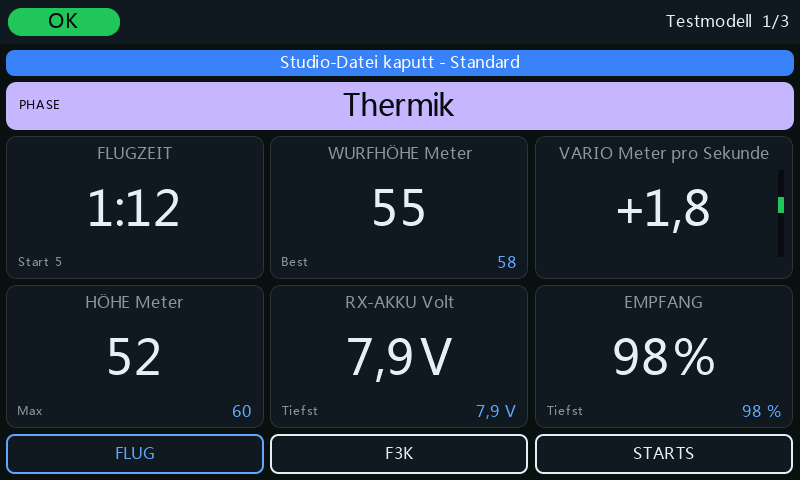 OK
Testmodell 1/3
Studio-Datei kaputt - Standard
PHASE
Thermik
FLUGZEIT
1:12
Start 5
WURFHÖHE Meter
55
Best 58
VARIO Meter pro Sekunde
+1,8
HÖHE Meter
52
Max 60
RX-AKKU Volt
7,9 V
Tiefst 7,9 V
EMPFANG
98%
Tiefst 98 %
FLUG
F3K
STARTS